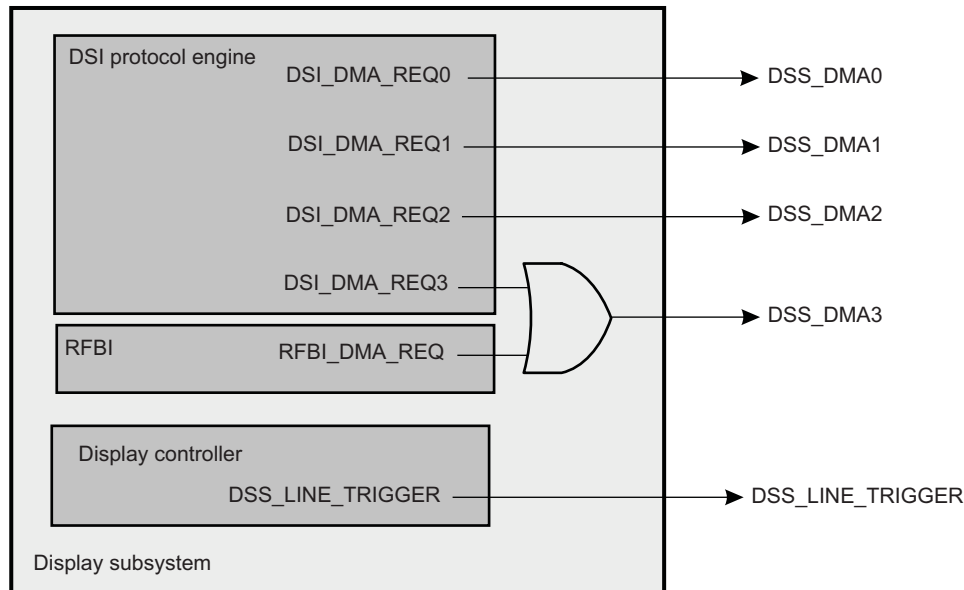 DSI protocol engine
DSI_DMA_REQ0
DSS_DMA0
DSI_DMA_REQ1
DSS_DMA1
DSI_DMA_REQ2
DSS_DMA2
DSI_DMA_REQ3
DSS_DMA3
RFBI
RFBI_DMA_REQ
Display controller
DSS_LINE_TRIGGER
DSS_LINE_TRIGGER
Display subsystem